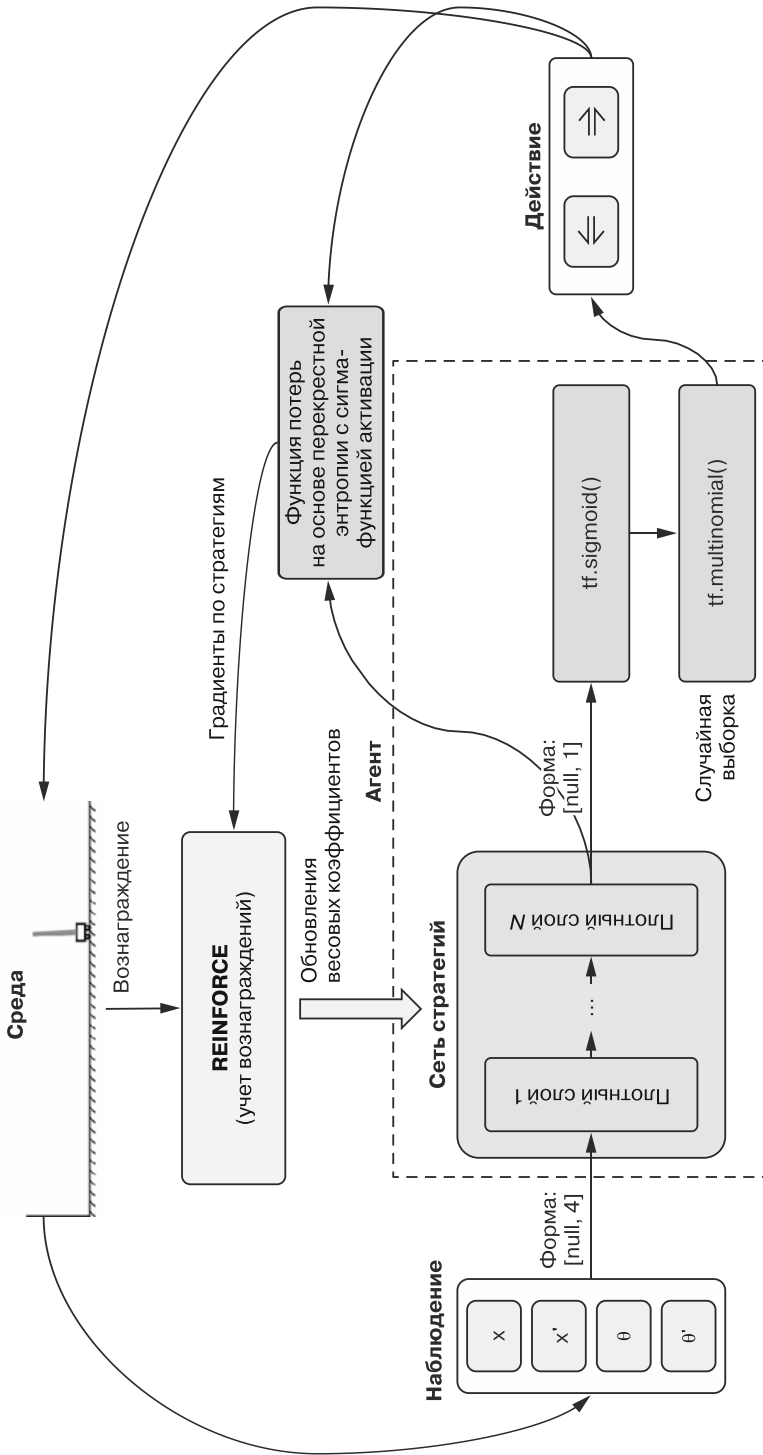 Среда
Вознаграждение
REINFORCE
(учет вознаграждений)
Градиенты по стратегиям
Функция потерь
на основе перекрестной
энтропии с сигма-
функцией активации
Обновления
весовых коэффициентов
Агент
Наблюдение
x
x'
θ
θ'
Форма:
[null, 4]
Сеть стратегий
Плотный слой 1
...
Плотный слой N
Форма:
[null, 1]
tf.sigmoid()
tf.multinomial()
Случайная
выборка
Действие
⇐
⇒